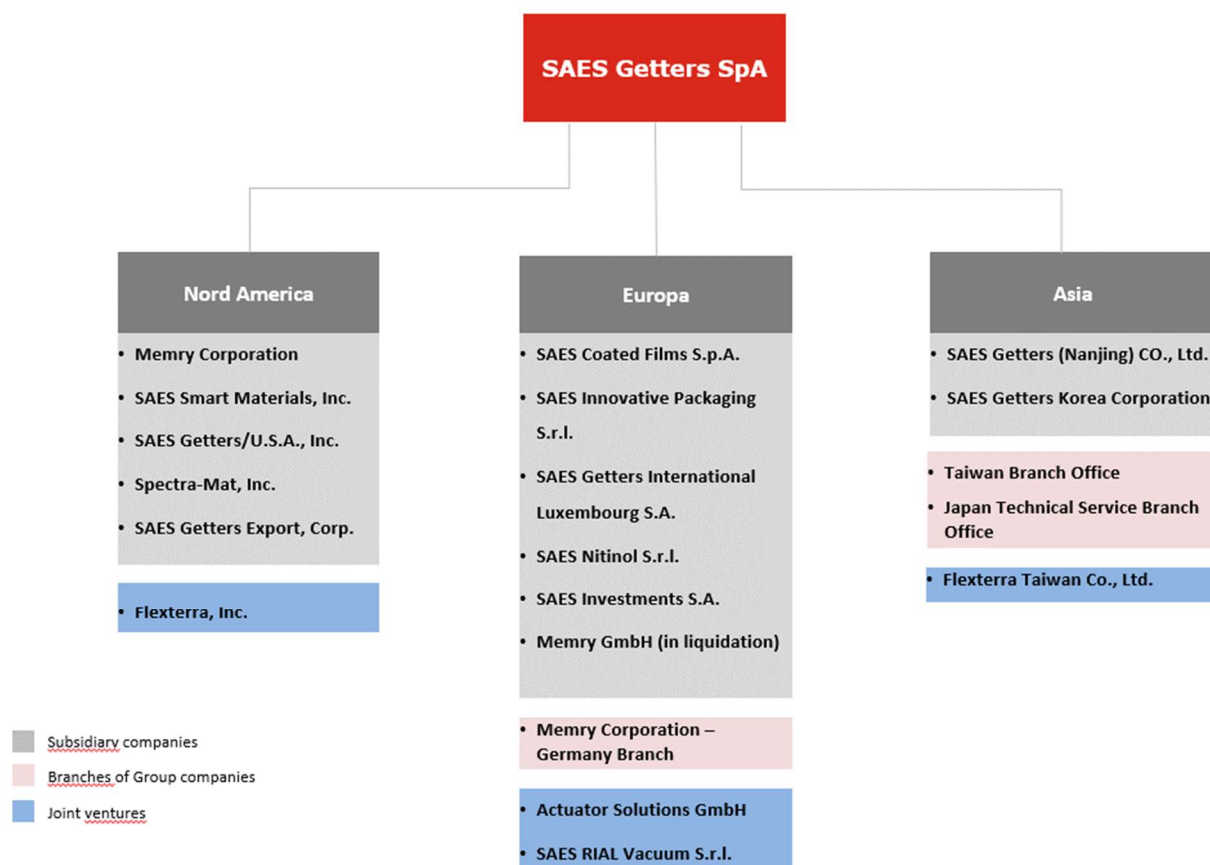 SAES Getters SpA
Nord America
• Memry Corporation
• SAES Smart Materials, Inc.
• SAES Getters/U.S.A., Inc.
• Spectra-Mat, Inc.
• SAES Getters Export, Corp.
• Flexterra, Inc.
Europa
• SAES Coated Films S.p.A.
• SAES Innovative Packaging
S.r.l.
• SAES Getters International
Luxembourg S.A.
• SAES Nitinol S.r.l.
• SAES Investments S.A.
• Memry GmbH (in liquidation)
• Memry Corporation –
Germany Branch
• Actuator Solutions GmbH
• SAES RIAL Vacuum S.r.l.
Asia
• SAES Getters (Nanjing) CO., Ltd.
• SAES Getters Korea Corporation
• Taiwan Branch Office
• Japan Technical Service Branch
Office
• Flexterra Taiwan Co., Ltd.
Subsidiary companies
Branches of Group companies
Joint ventures